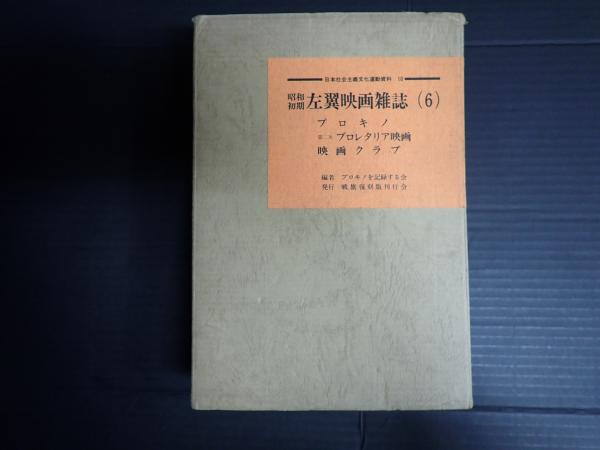 日本社会主義文化運動資料 10
昭和初期 左翼映画雑誌 (6)
プロキノ
第二次 プロレタリア映画
映画クラブ
編者 プロキノを記録する会
発行 戦旗復刻版刊行会